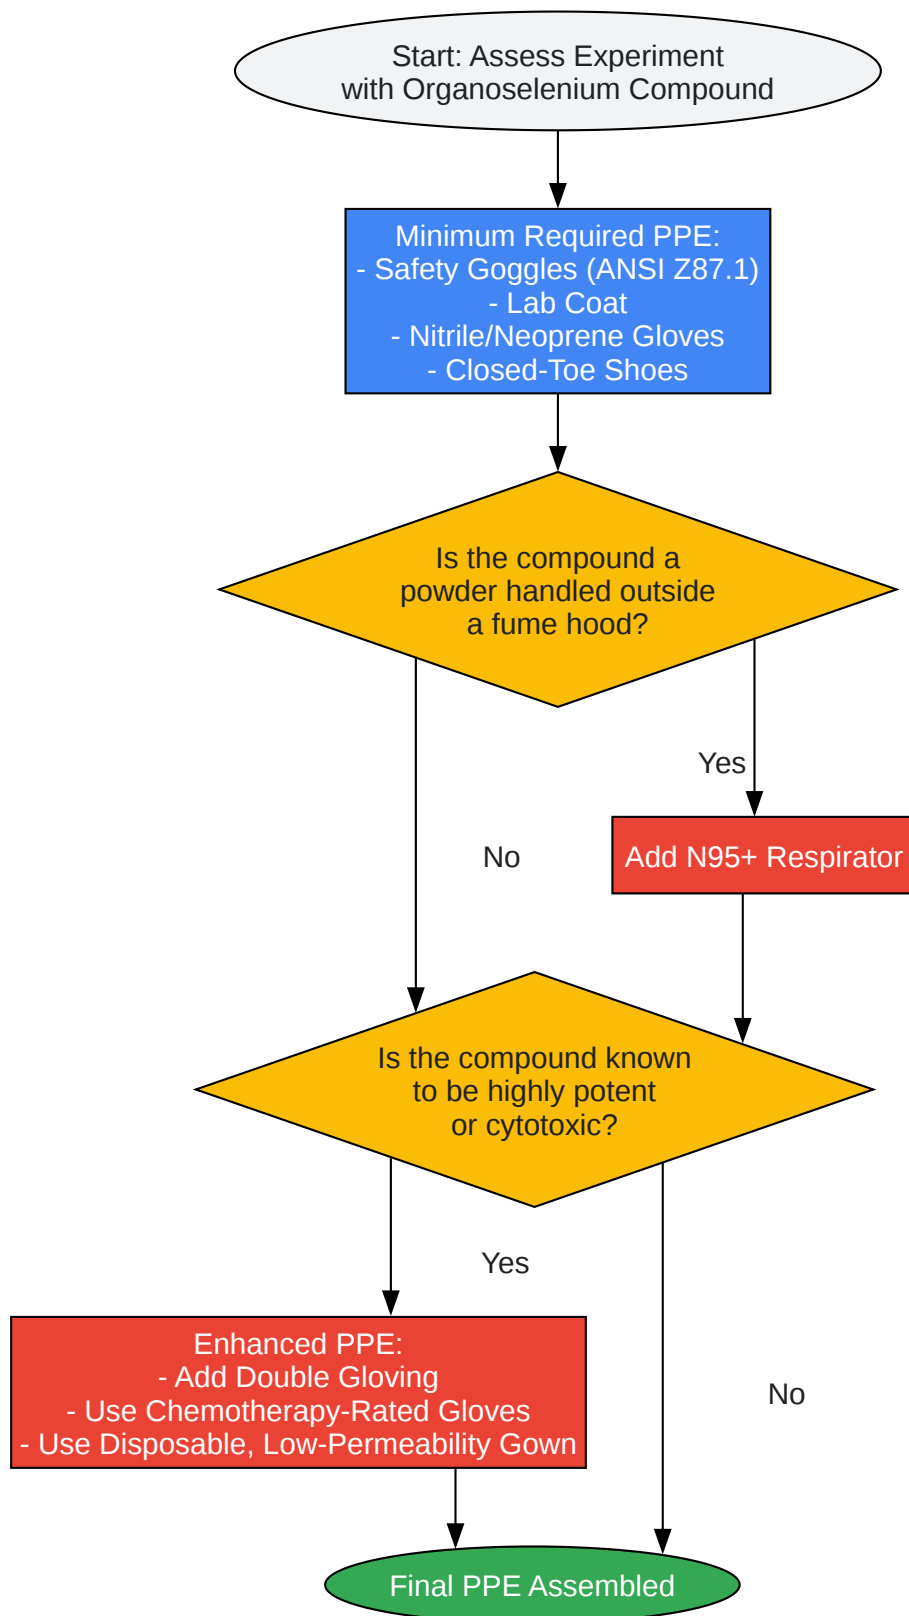 Start: Assess Experiment
with Organoselenium Compound
Minimum Required PPE:
- Safety Goggles (ANSI Z87.1)
- Lab Coat
- Nitrile/Neoprene Gloves
- Closed-Toe Shoes
Is the compound a
powder handled outside
a fume hood?
Yes
No
Add N95+ Respirator
Is the compound known
to be highly potent
or cytotoxic?
Yes
Enhanced PPE:
- Add Double Gloving
- Use Chemotherapy-Rated Gloves
- Use Disposable, Low-Permeability Gown
No
Final PPE Assembled